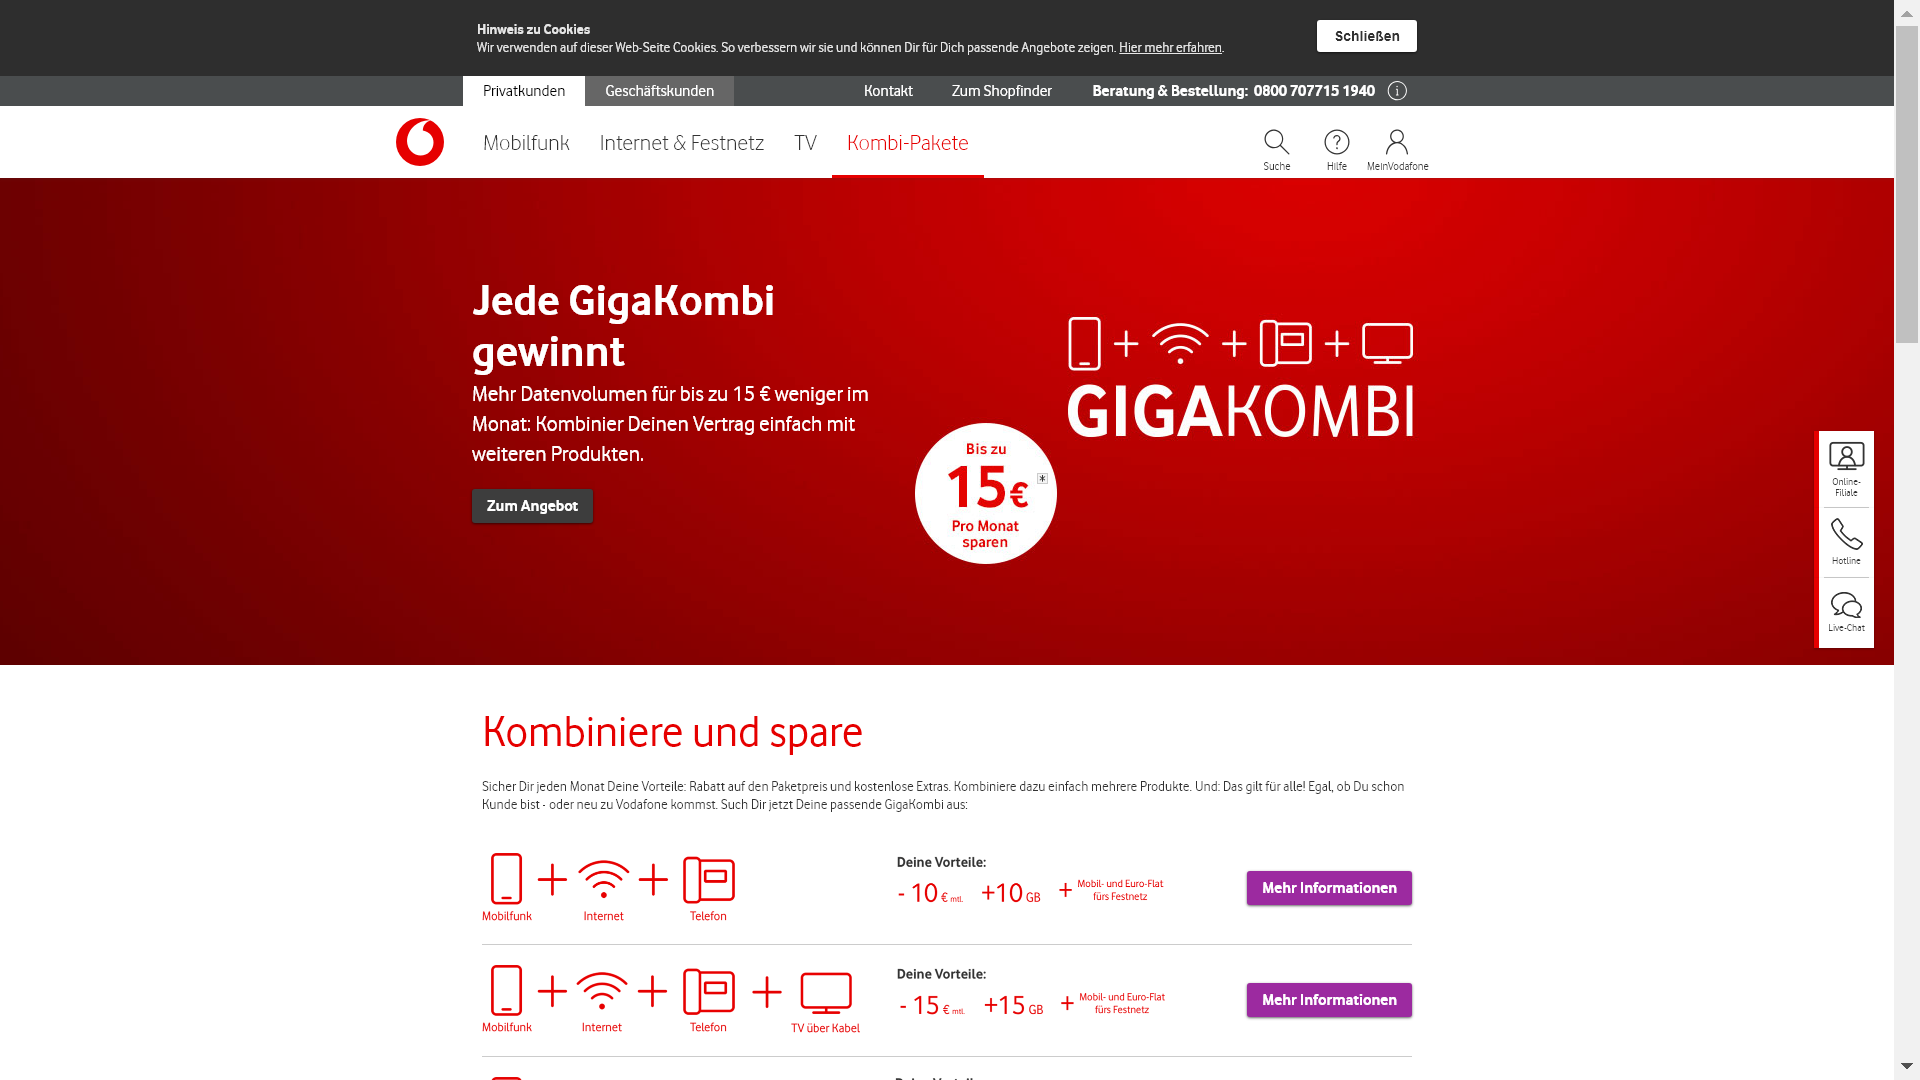 Hinweis zu Cookies
Wir verwenden auf dieser Web-Seite Cookies. So verbessern wir sie und können Dir für Dich passende Angebote zeigen. Hier mehr erfahren.
Schließen
Privatkunden
Geschäftskunden
Kontakt
Zum Shopfinder
Beratung & Bestellung: 0800 707715 1940
Mobilfunk
Internet & Festnetz
TV
Kombi-Pakete
Suche
Hilfe
MeinVodafone
Jede GigaKombi
gewinnt
Mehr Datenvolumen für bis zu 15 € weniger im
Monat: Kombinier Deinen Vertrag einfach mit
weiteren Produkten.
Zum Angebot
Bis zu
15€*
Pro Monat
sparen
+ + +
GIGAKOMBI
Online-
Filiale
Hotline
Live-Chat
Kombiniere und spare
Sicher Dir jeden Monat Deine Vorteile: Rabatt auf den Paketpreis und kostenlose Extras. Kombiniere dazu einfach mehrere Produkte. Und: Das gilt für alle! Egal, ob Du schon
Kunde bist - oder neu zu Vodafone kommst. Such Dir jetzt Deine passende GigaKombi aus:
+ +
Mobilfunk Internet Telefon
Deine Vorteile:
- 10 € mtl. +10 GB + Mobil- und Euro-Flat
fürs Festnetz
Mehr Informationen
+ + +
Mobilfunk Internet Telefon TV über Kabel
Deine Vorteile:
- 15 € mtl. +15 GB + Mobil- und Euro-Flat
fürs Festnetz
Mehr Informationen